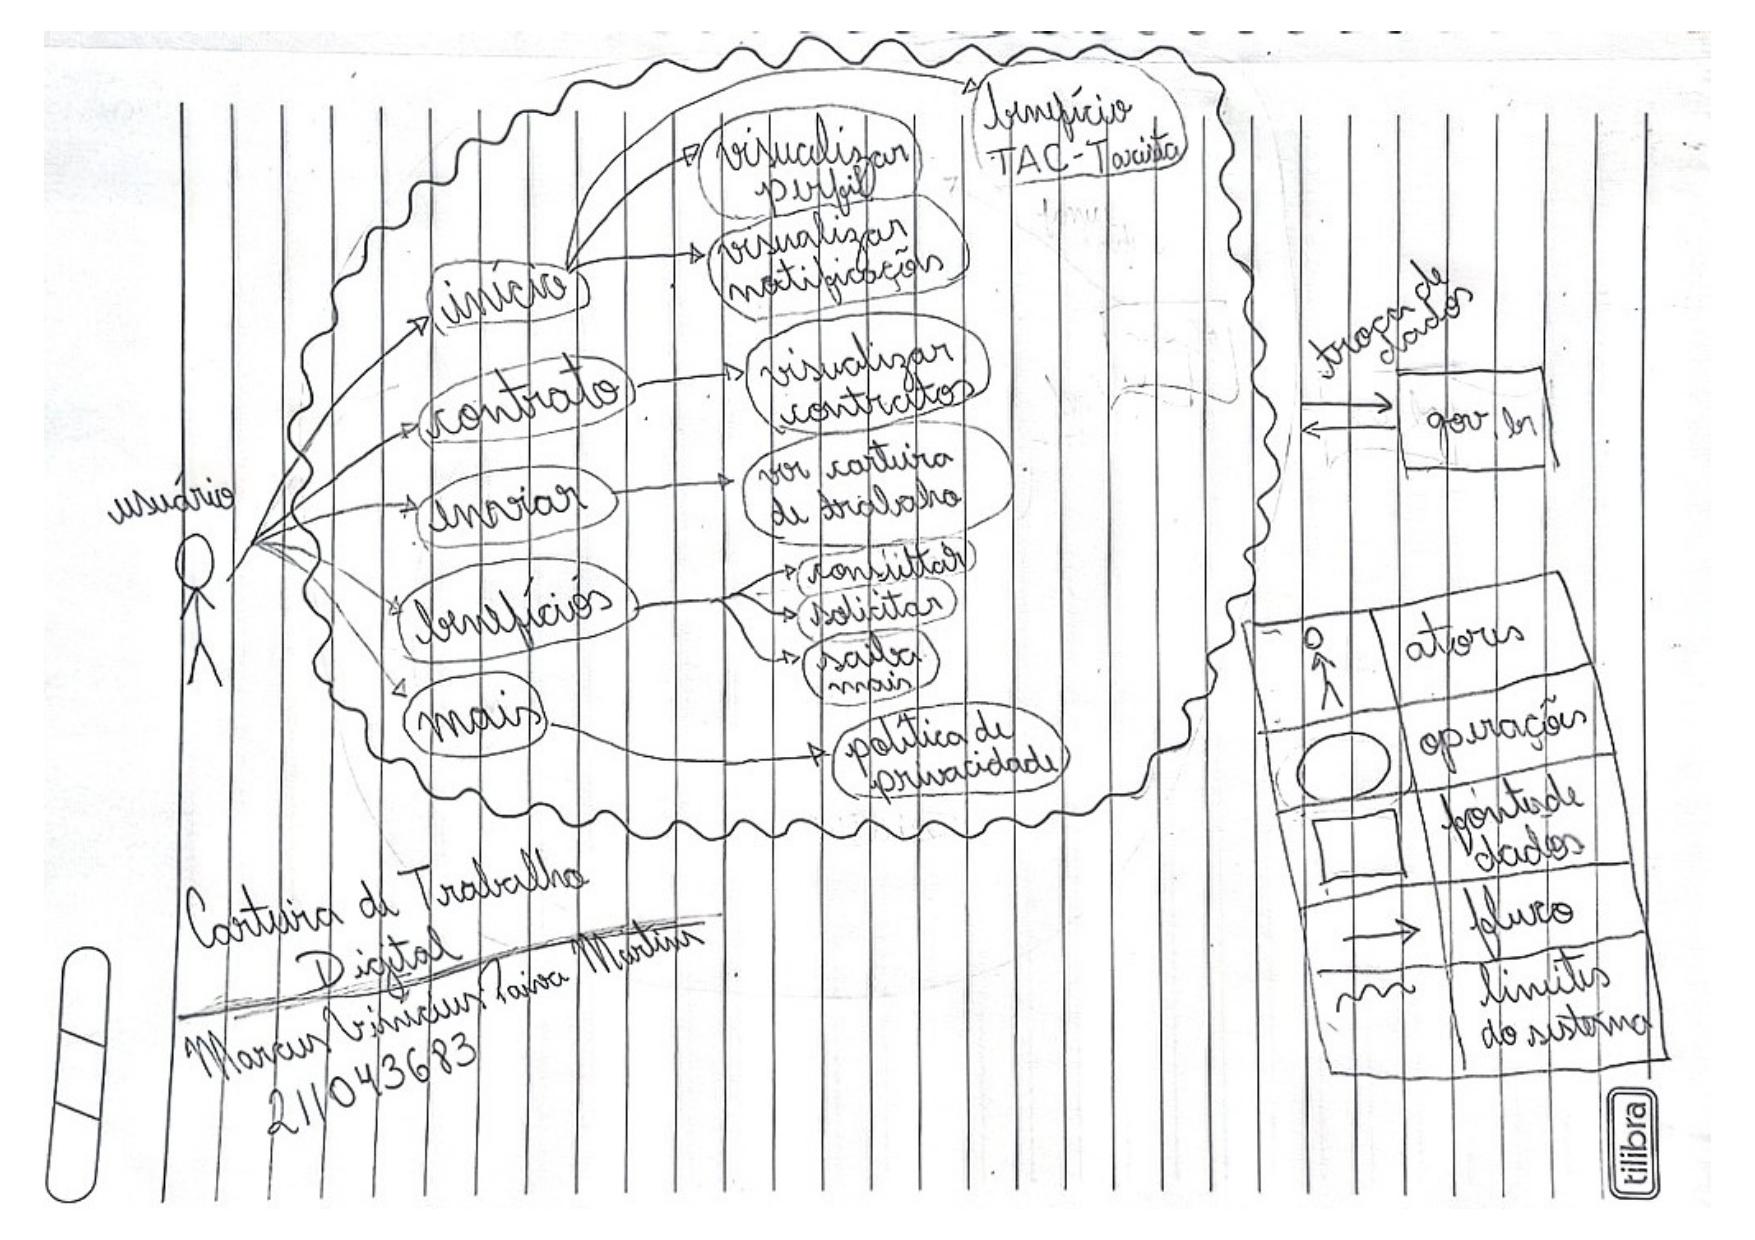 benefício
TAC-Taxista
visualizar
perfil
visualizar
notificações
início
contrato
visualizar
contratos
enviar
ver carteira
de trabalho
benefícios
consultar
solicitar
saiba
mais
mais
política de
privacidade
usuário
troca de
dados
gov.br
atores
operações
fonte de
dados
fluxo
limites
do sistema
Carteira de Trabalho
Digital
Marcus Vinicius Paiva Martins
211043683
tilibra